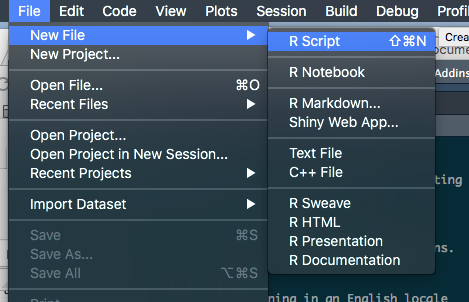 File Edit Code View Plots Session Build Debug Profi
New File
New Project...
Open File... ⌘O
Recent Files
Open Project...
Open Project in New Session...
Recent Projects
Import Dataset
Save ⌘S
Save As...
Save All ⌥⌘S
R Script ⇧⌘N
R Notebook
R Markdown...
Shiny Web App...
Text File
C++ File
R Sweave
R HTML
R Presentation
R Documentation
Crea
ocume
Addins
ting
ns.
ning in an English locale